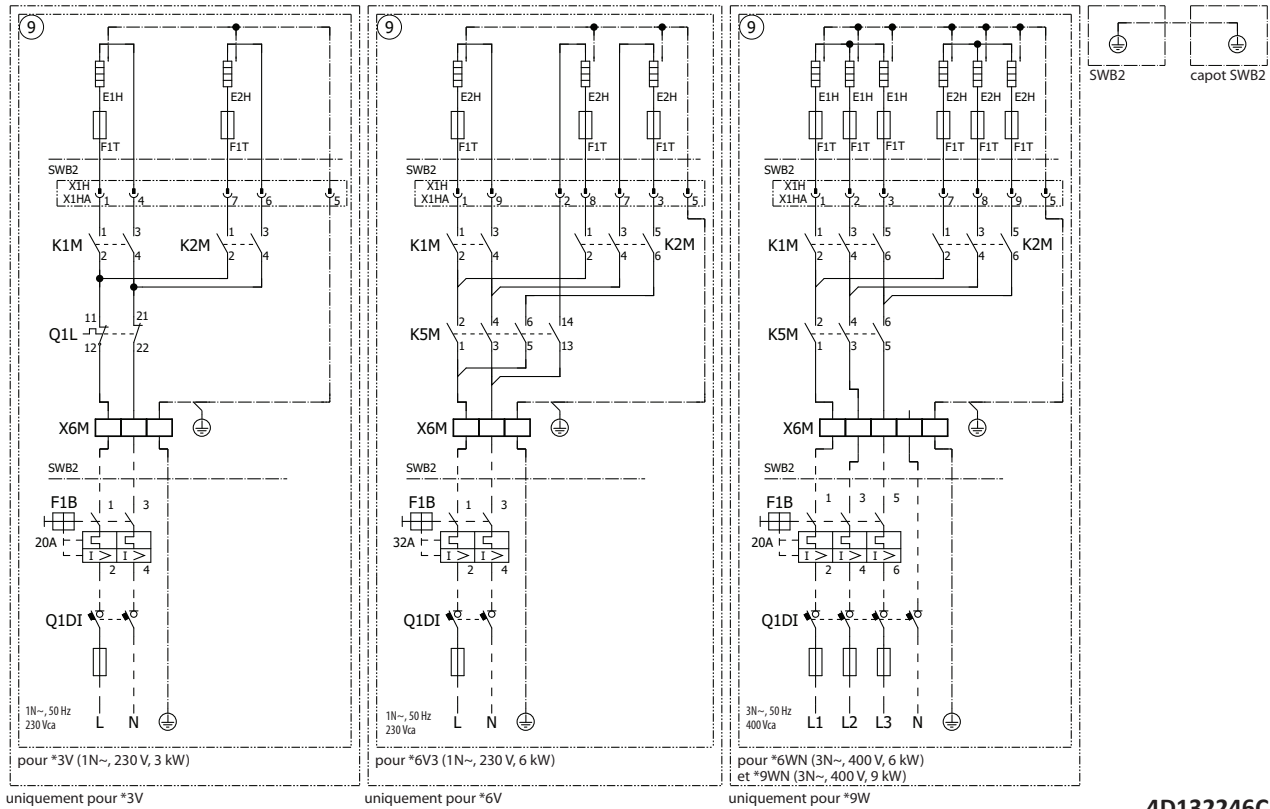 9
E1H
E2H
F1T
F1T
SWB2
X1H
X1HA
1
4
7
6
5
K1M
1
3
2
4
K2M
1
3
2
4
Q1L
11
21
12
22
X6M
SWB2
F1B
1
3
20A
I >
I >
2
4
Q1DI
1N~, 50 Hz
230 Vca
L
N
pour *3V (1N~, 230 V, 3 kW)
uniquement pour *3V
9
E2H
E2H
E2H
F1T
F1T
F1T
SWB2
X1H
X1HA
1
9
2
8
7
3
5
K1M
1
3
2
4
1
3
5
K2M
2
4
6
K5M
2
4
6
14
1
3
5
13
X6M
SWB2
F1B
1
3
32A
I >
I >
2
4
Q1DI
1N~, 50 Hz
230 Vca
L
N
pour *6V3 (1N~, 230 V, 6 kW)
uniquement pour *6V
9
E1H
E1H
E1H
E2H
E2H
E2H
F1T
F1T
F1T
F1T
F1T
F1T
SWB2
X1H
X1HA
1
2
3
7
8
9
5
K1M
1
3
5
2
4
6
1
3
5
K2M
2
4
6
K5M
2
4
6
1
3
5
X6M
SWB2
F1B
1
3
5
20A
I >
I >
I >
2
4
6
Q1DI
3N~, 50 Hz
400 Vca
L1
L2
L3
N
pour *6WN (3N~, 400 V, 6 kW)
et *9WN (3N~, 400 V, 9 kW)
uniquement pour *9W
SWB2
capot SWB2
4D132246C